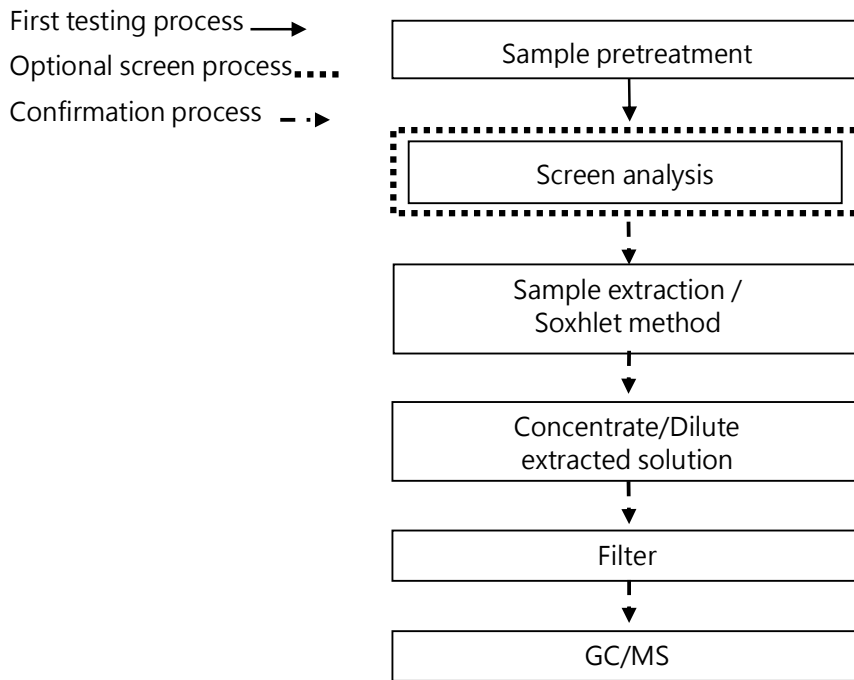 First testing process
Optional screen process
Confirmation process
Sample pretreatment
Screen analysis
Sample extraction /
Soxhlet method
Concentrate/Dilute
extracted solution
Filter
GC/MS